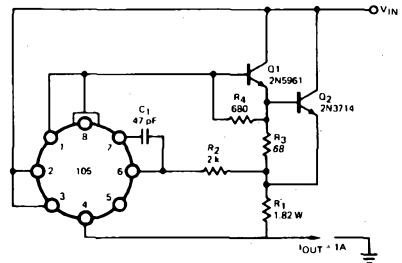 VIN
Q1
2N5961
Q2
2N3714
R4
680
C1
47 pF
R3
68
R2
2 k
R1
1.82 W
105
1
2
3
4
5
6
7
8
IOUT = 1A